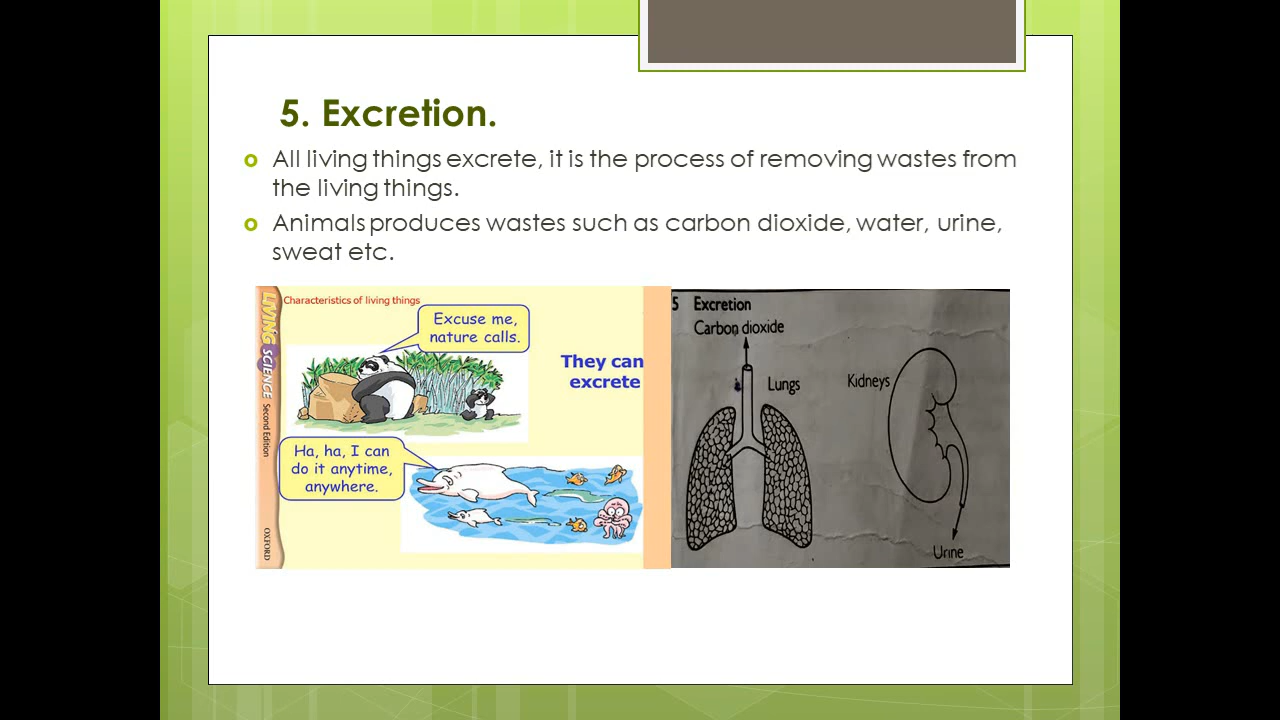 5. Excretion.
All living things excrete, it is the process of removing wastes from
the living things.
Animals produces wastes such as carbon dioxide, water, urine,
sweat etc.
LIVING SCIENCE Second Edition
OXFORD
Characteristics of living things
Excuse me,
nature calls.
They can
excrete
Ha, ha, I can
do it anytime,
anywhere.
5 Excretion
Carbon dioxide
Lungs
Kidneys
Urine